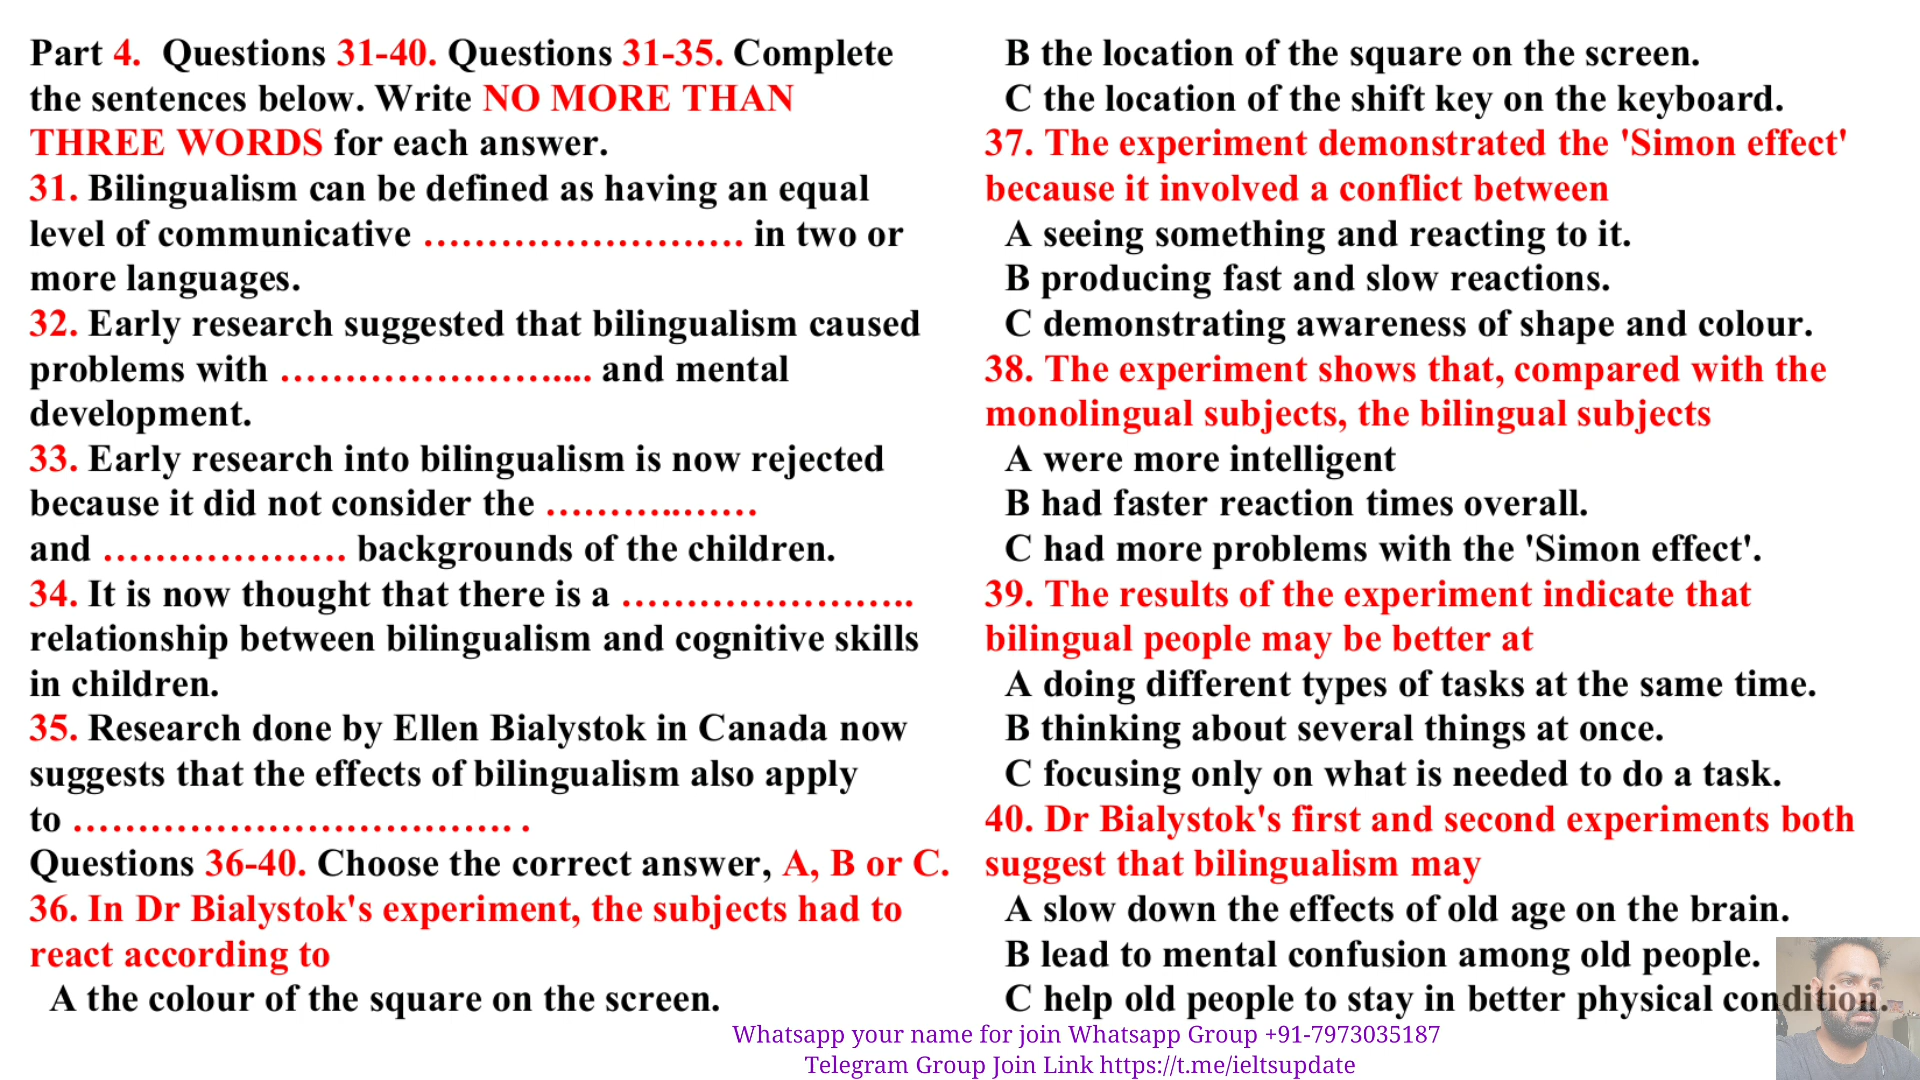 Part 4. Questions 31-40. Questions 31-35. Complete
the sentences below. Write NO MORE THAN
THREE WORDS for each answer.
31. Bilingualism can be defined as having an equal
level of communicative ……………………. in two or
more languages.
32. Early research suggested that bilingualism caused
problems with ………………….... and mental
development.
33. Early research into bilingualism is now rejected
because it did not consider the ………..……
and ………………. backgrounds of the children.
34. It is now thought that there is a …………………..
relationship between bilingualism and cognitive skills
in children.
35. Research done by Ellen Bialystok in Canada now
suggests that the effects of bilingualism also apply
to ……………………………. .
Questions 36-40. Choose the correct answer, A, B or C.
36. In Dr Bialystok's experiment, the subjects had to
react according to
A the colour of the square on the screen.
B the location of the square on the screen.
C the location of the shift key on the keyboard.
37. The experiment demonstrated the 'Simon effect'
because it involved a conflict between
A seeing something and reacting to it.
B producing fast and slow reactions.
C demonstrating awareness of shape and colour.
38. The experiment shows that, compared with the
monolingual subjects, the bilingual subjects
A were more intelligent
B had faster reaction times overall.
C had more problems with the 'Simon effect'.
39. The results of the experiment indicate that
bilingual people may be better at
A doing different types of tasks at the same time.
B thinking about several things at once.
C focusing only on what is needed to do a task.
40. Dr Bialystok's first and second experiments both
suggest that bilingualism may
A slow down the effects of old age on the brain.
B lead to mental confusion among old people.
C help old people to stay in better physical condition.
Whatsapp your name for join Whatsapp Group +91-7973035187
Telegram Group Join Link https://t.me/ieltsupdate